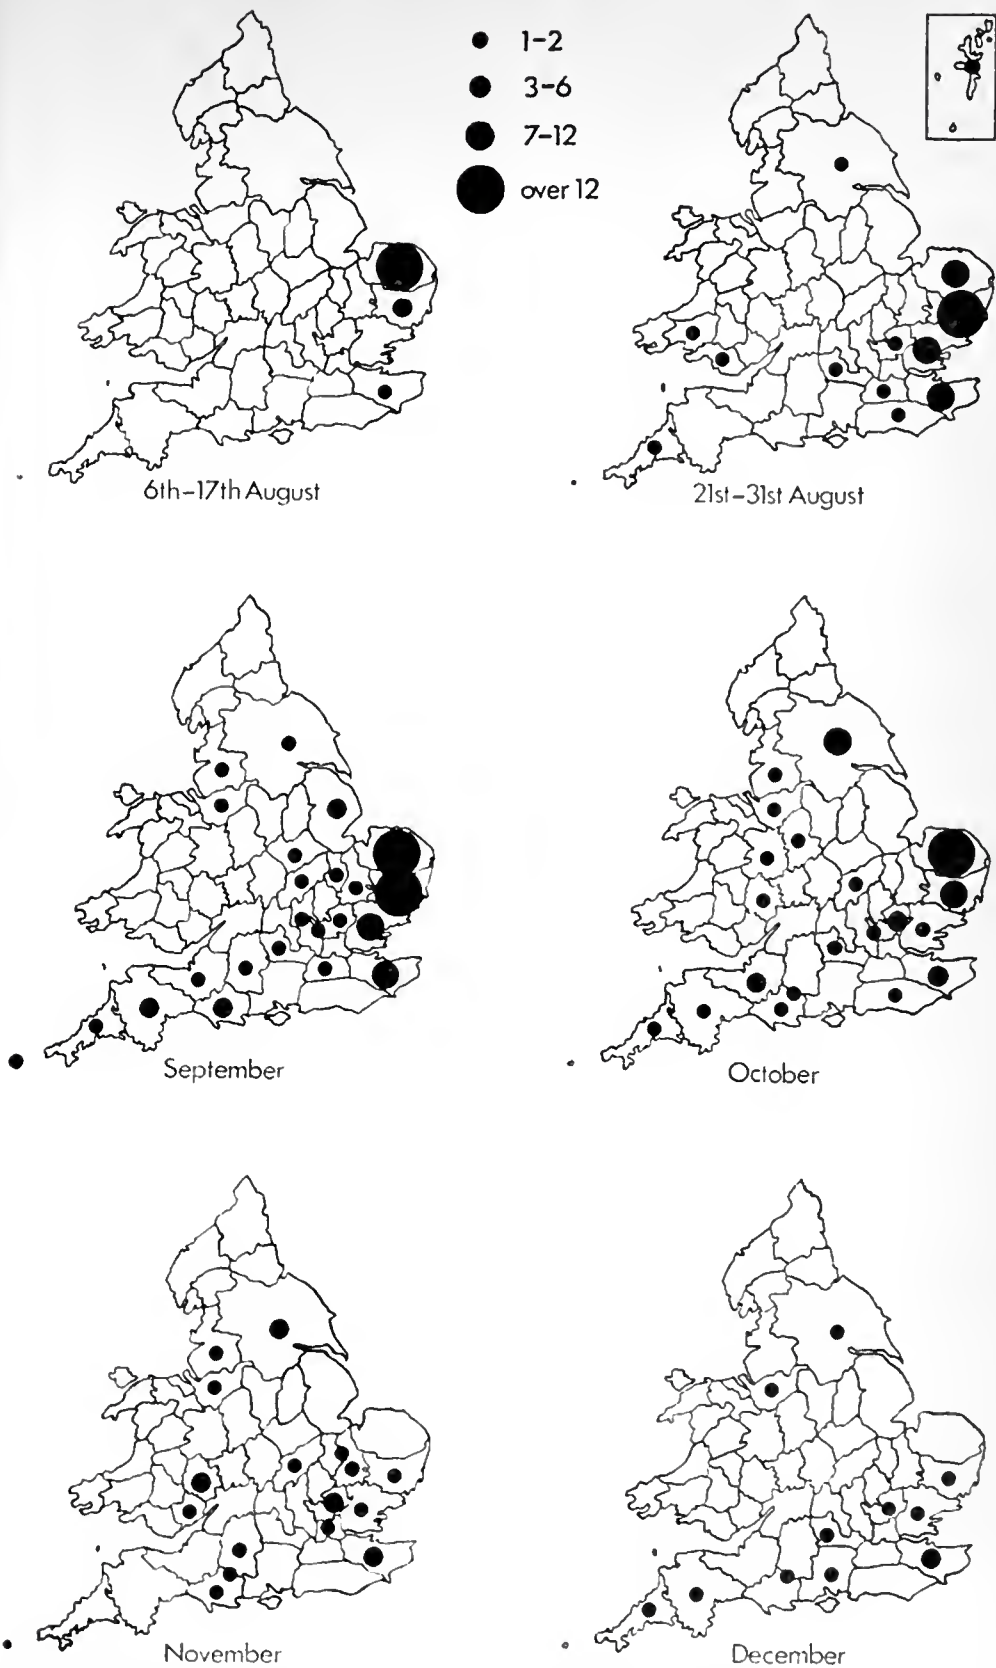 1–2
3–6
7–12
over 12
6th–17th August
21st–31st August
September
October
November
December